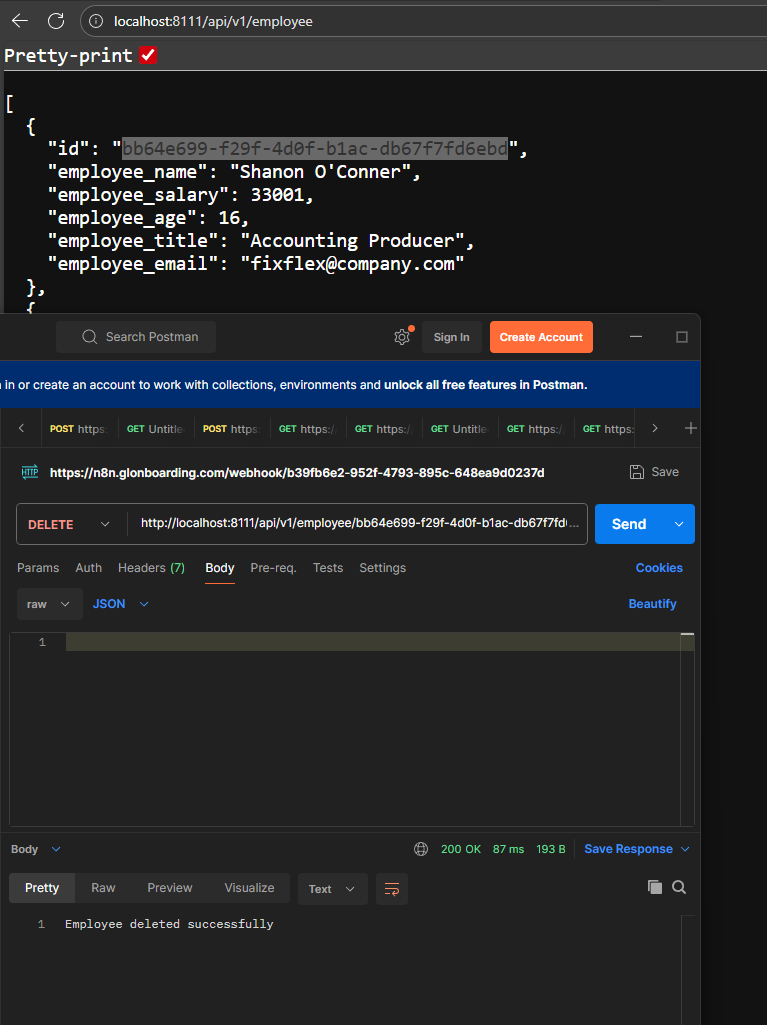 localhost:8111/api/v1/employee
Pretty-print
[
{
"id": "bb64e699-f29f-4d0f-b1ac-db67f7fd6ebd",
"employee_name": "Shanon O'Conner",
"employee_salary": 33001,
"employee_age": 16,
"employee_title": "Accounting Producer",
"employee_email": "fixflex@company.com"
},
{
Search Postman Sign In Create Account
in or create an account to work with collections, environments and unlock all free features in Postman.
POST https: GET Untitle POST https: GET https:/ GET https:/ GET Untitle GET https:/ GET https:
HTTP https://n8n.glonboarding.com/webhook/b39fb6e2-952f-4793-895c-648ea9d0237d Save
DELETE http://localhost:8111/api/v1/employee/bb64e699-f29f-4d0f-b1ac-db67f7fd... Send
Params Auth Headers (7) Body Pre-req. Tests Settings Cookies
raw JSON Beautify
1
Body 200 OK 87 ms 193 B Save Response
Pretty Raw Preview Visualize Text
1 Employee deleted successfully